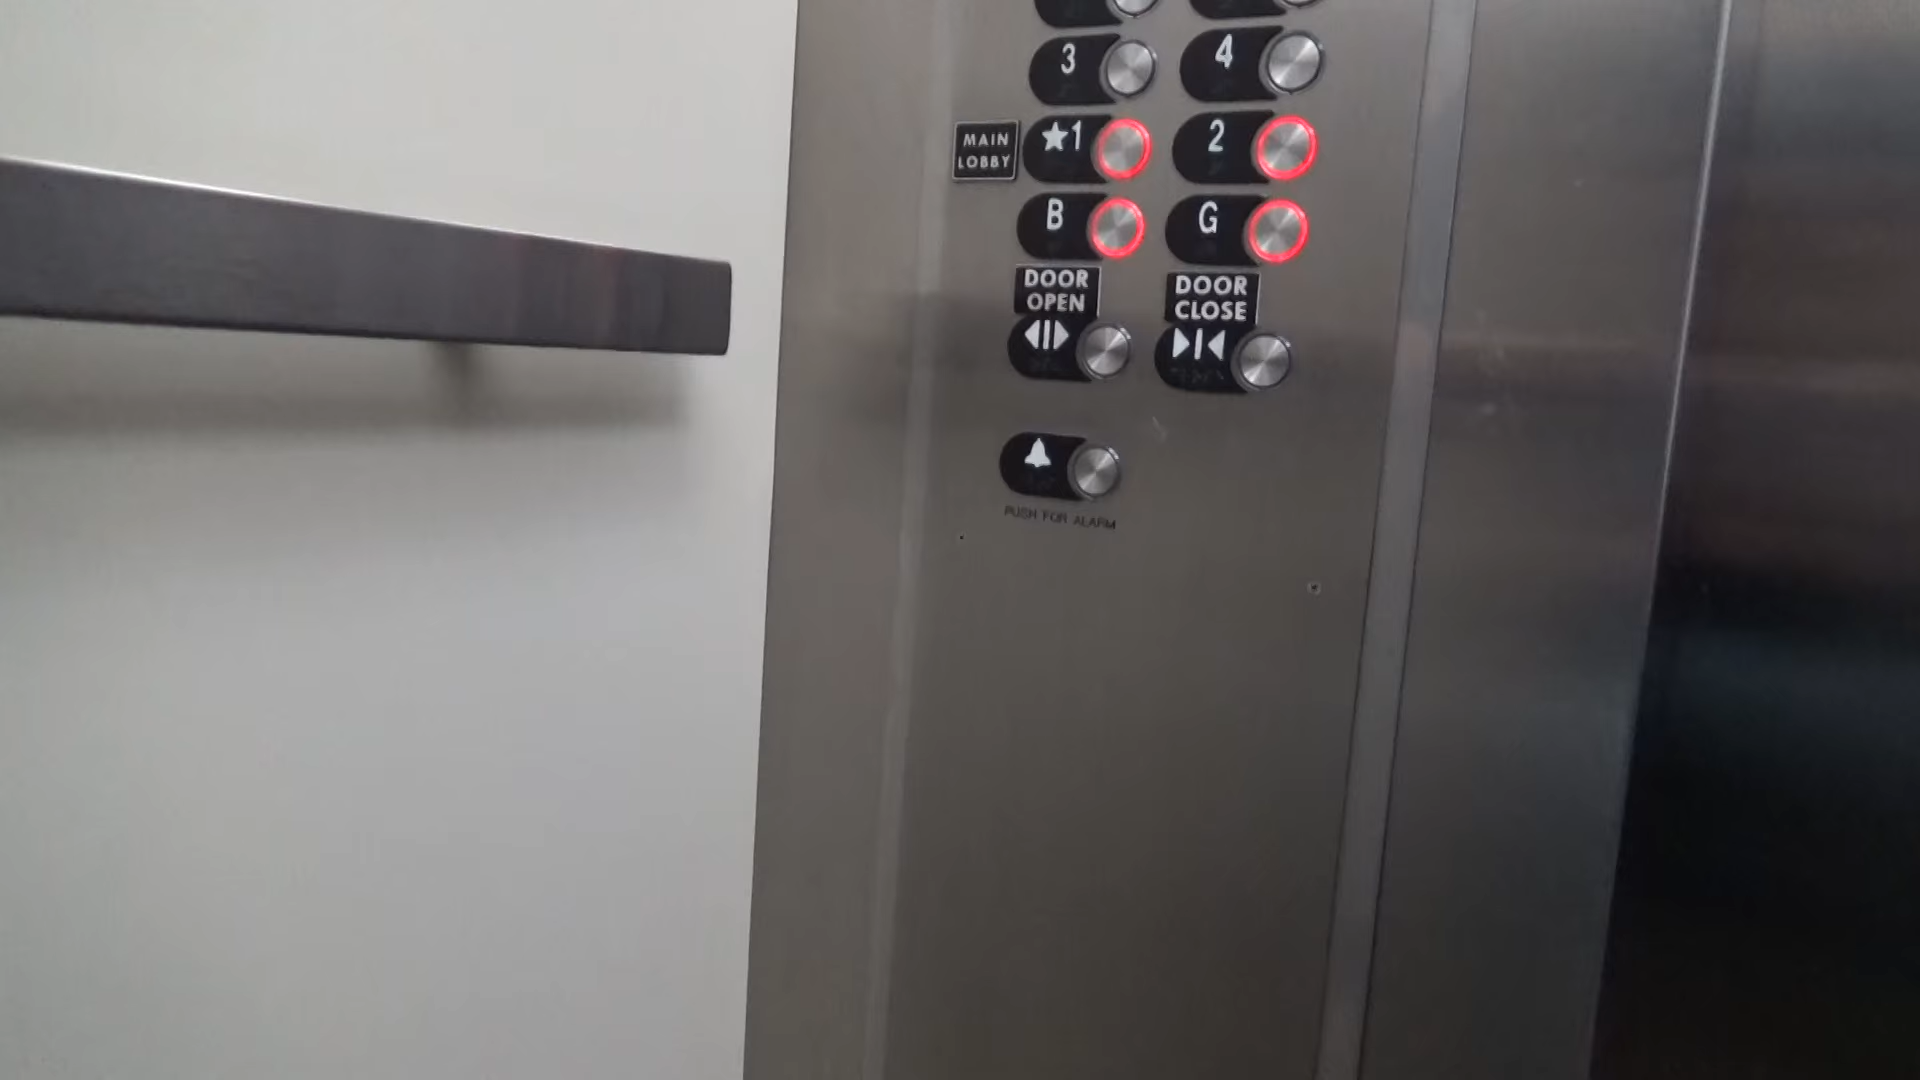 3 4
MAIN
LOBBY
★1 2
B G
DOOR
OPEN
DOOR
CLOSE
PUSH FOR ALARM